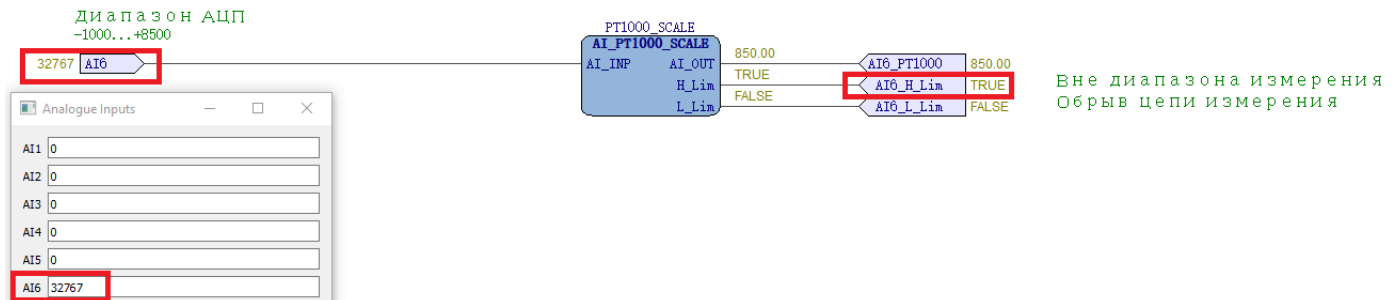 Диапазон АЦП
-1000...+8500
32767 AI6
PT1000_SCALE
AI_PT1000_SCALE
AI_INP AI_OUT 850.00 AI6_PT1000 850.00
H_Lim TRUE AI6_H_Lim TRUE
L_Lim FALSE AI6_L_Lim FALSE
Вне диапазона измерения
Обрыв цепи измерения
Analogue Inputs
AI1 0
AI2 0
AI3 0
AI4 0
AI5 0
AI6 32767